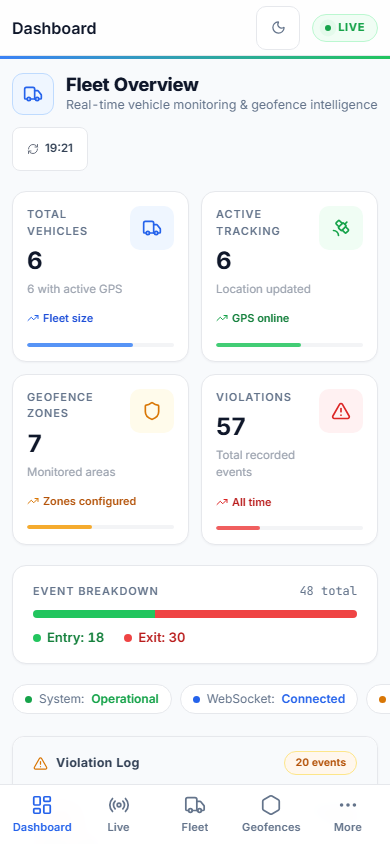 Dashboard
LIVE
Fleet Overview
Real-time vehicle monitoring & geofence intelligence
19:21
TOTAL
VEHICLES
6
6 with active GPS
Fleet size
ACTIVE
TRACKING
6
Location updated
GPS online
GEOFENCE
ZONES
7
Monitored areas
Zones configured
VIOLATIONS
57
Total recorded
events
All time
EVENT BREAKDOWN
48 total
Entry: 18
Exit: 30
System: Operational
WebSocket: Connected
Violation Log
20 events
Dashboard
Live
Fleet
Geofences
More